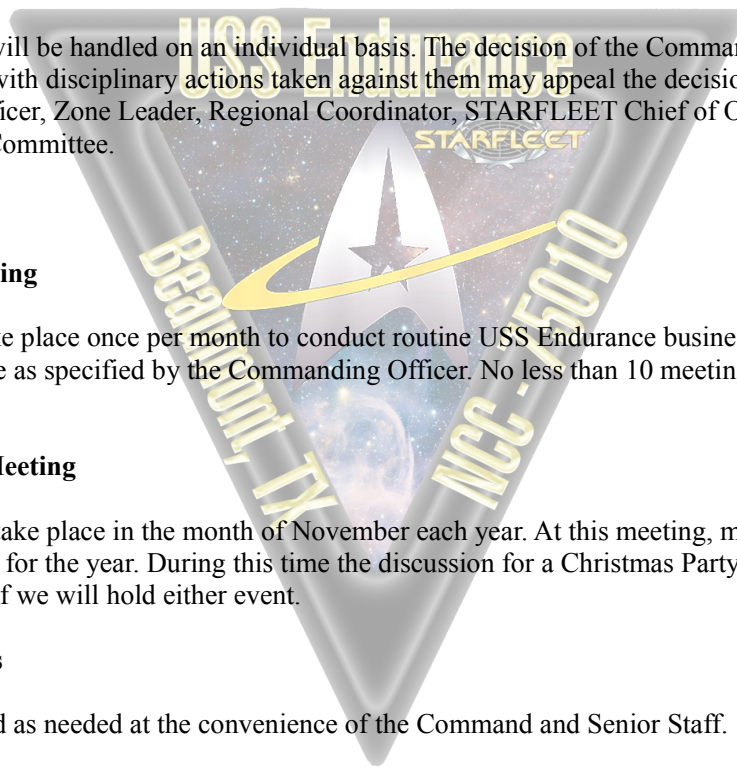 USS Endurance
will be handled on an individual basis. The decision of the Comma
with disciplinary actions taken against them may appeal the decisio
icer, Zone Leader, Regional Coordinator, STARFLEET Chief of O
Committee.
STARFLEET
Beaumont, TX
NCC - 75010
ing
ke place once per month to conduct routine USS Endurance busine
e as specified by the Commanding Officer. No less than 10 meetin
Meeting
take place in the month of November each year. At this meeting, m
for the year. During this time the discussion for a Christmas Party
f we will hold either event.
s
d as needed at the convenience of the Command and Senior Staff.